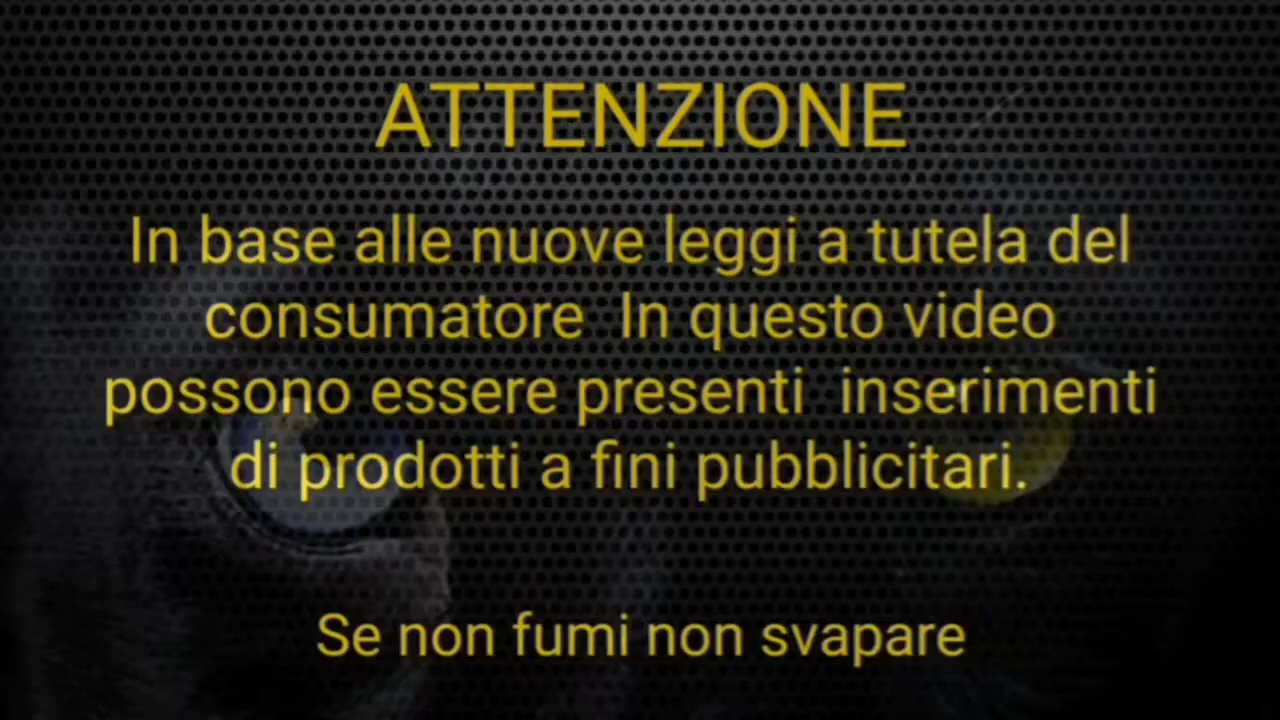 ATTENZIONE
In base alle nuove leggi a tutela del
consumatore  In questo video
possono essere presenti  inserimenti
di prodotti a fini pubblicitari.
Se non fumi non svapare